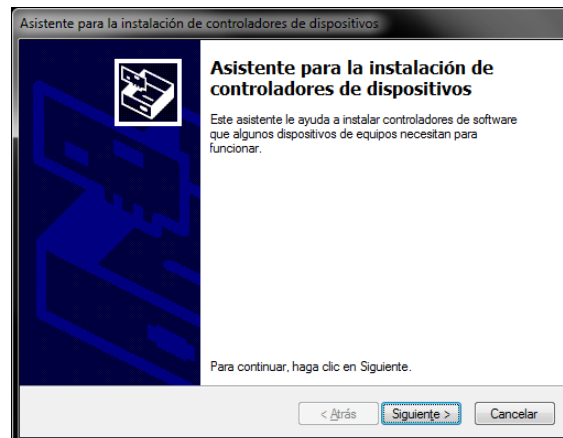 Asistente para la instalación de controladores de dispositivos
Asistente para la instalación de
controladores de dispositivos
Este asistente le ayuda a instalar controladores de software
que algunos dispositivos de equipos necesitan para
funcionar.
Para continuar, haga clic en Siguiente.
< Atrás
Siguiente >
Cancelar